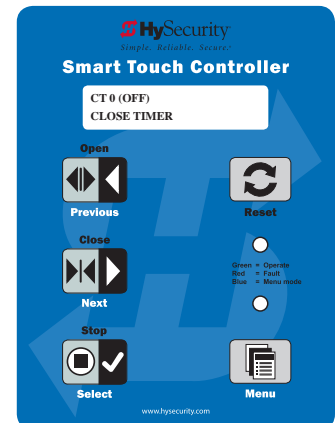 HySecurity
Simple. Reliable. Secure.
Smart Touch Controller
CT 0 (OFF)
CLOSE TIMER
Open
Previous
Reset
Close
Next
Green = Operate
Red = Fault
Blue = Menu mode
Stop
Select
Menu
www.hysecurity.com